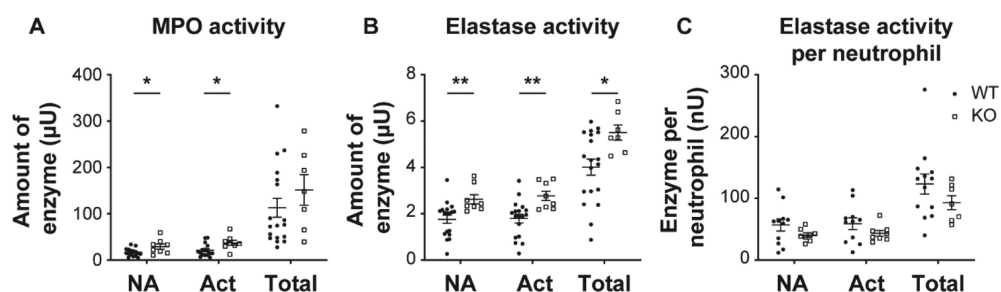 A MPO activity
Amount of
enzyme (µU)
400
300
200
100
0
* *
NA Act Total
B Elastase activity
Amount of
enzyme (µU)
8
6
4
2
0
** ** *
NA Act Total
C Elastase activity
per neutrophil
Enzyme per
neutrophil (nU)
300
200
100
0
WT
KO
NA Act Total